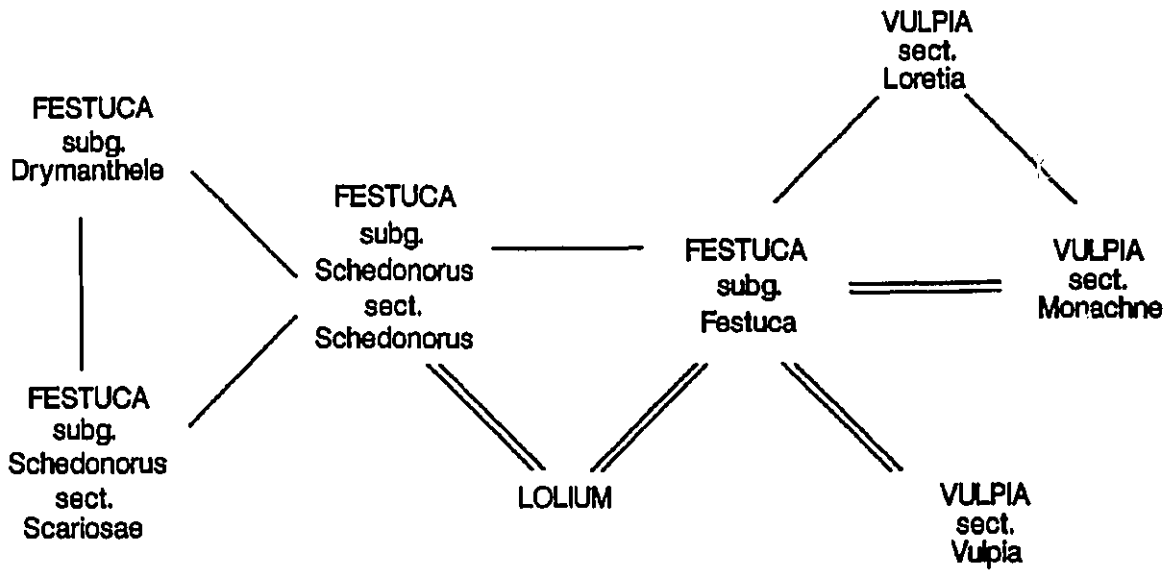 VULPIA
sect.
Loretia
FESTUCA
subg.
Drymanthele
FESTUCA
subg.
Schedonorus
sect.
Schedonorus
FESTUCA
subg.
Festuca
VULPIA
sect.
Monachne
FESTUCA
subg.
Schedonorus
sect.
Scariosae
LOLIUM
VULPIA
sect.
Vulpia